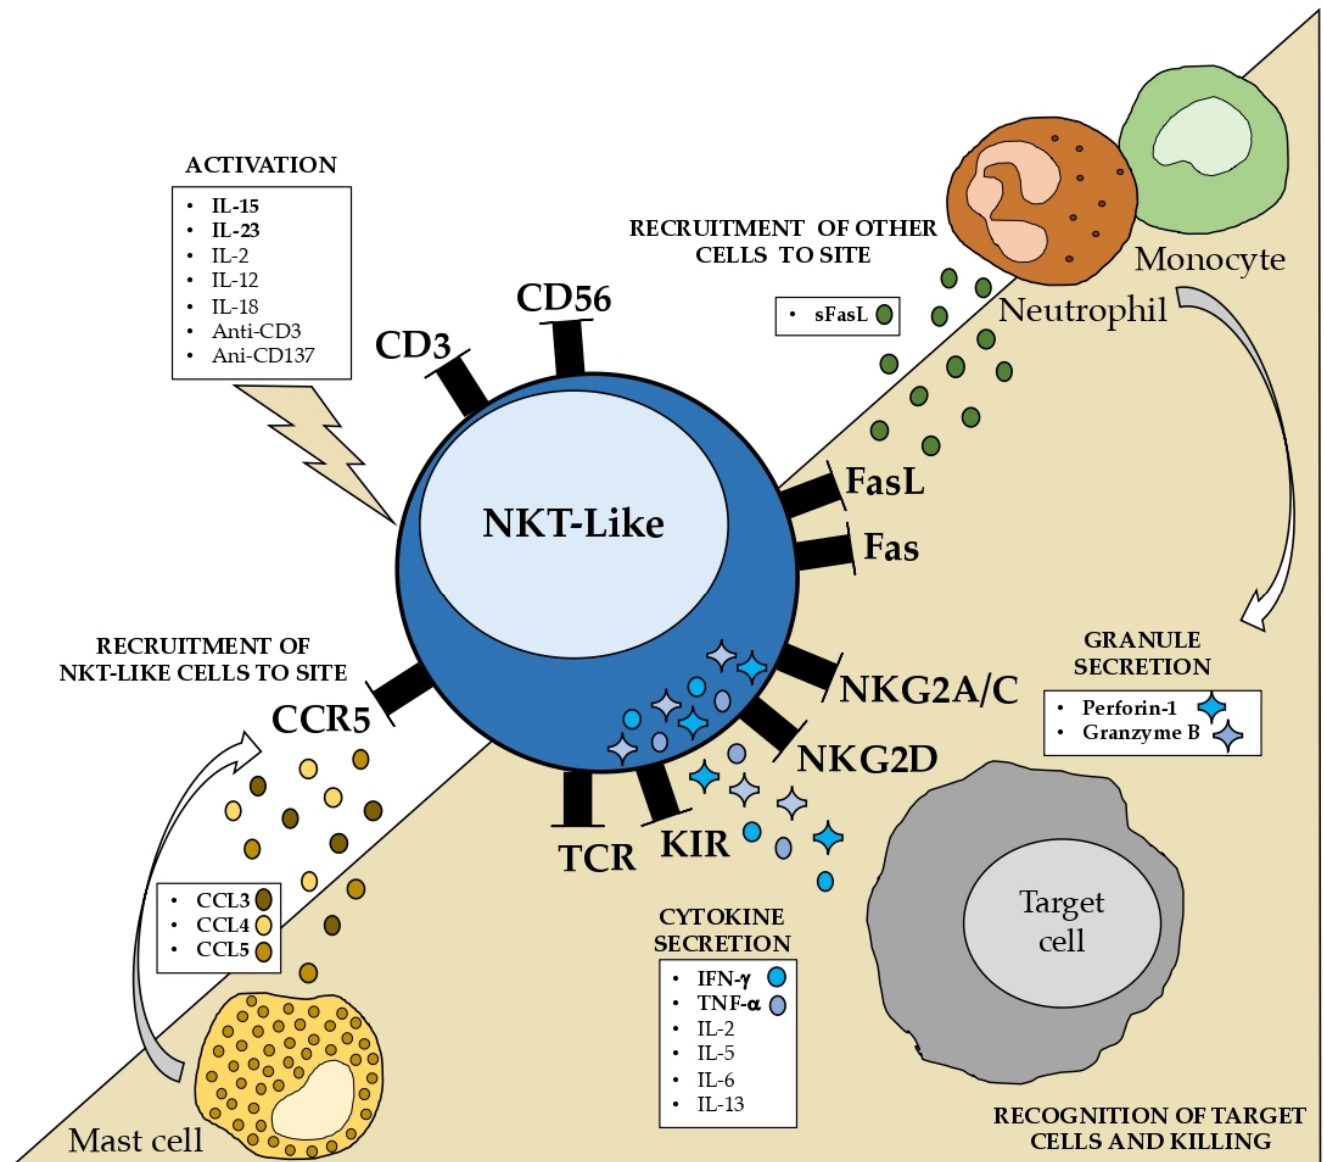 ACTIVATION
• IL-15
• IL-23
• IL-2
• IL-12
• IL-18
• Anti-CD3
• Ani-CD137
RECRUITMENT OF OTHER
CELLS TO SITE
• sFasL
Monocyte
Neutrophil
CD56
CD3
NKT-Like
FasL
Fas
NKG2A/C
NKG2D
KIR
TCR
CCR5
RECRUITMENT OF
NKT-LIKE CELLS TO SITE
• CCL3
• CCL4
• CCL5
Mast cell
GRANULE
SECRETION
• Perforin-1
• Granzyme B
CYTOKINE
SECRETION
• IFN-γ
• TNF-α
• IL-2
• IL-5
• IL-6
• IL-13
Target
cell
RECOGNITION OF TARGET
CELLS AND KILLING